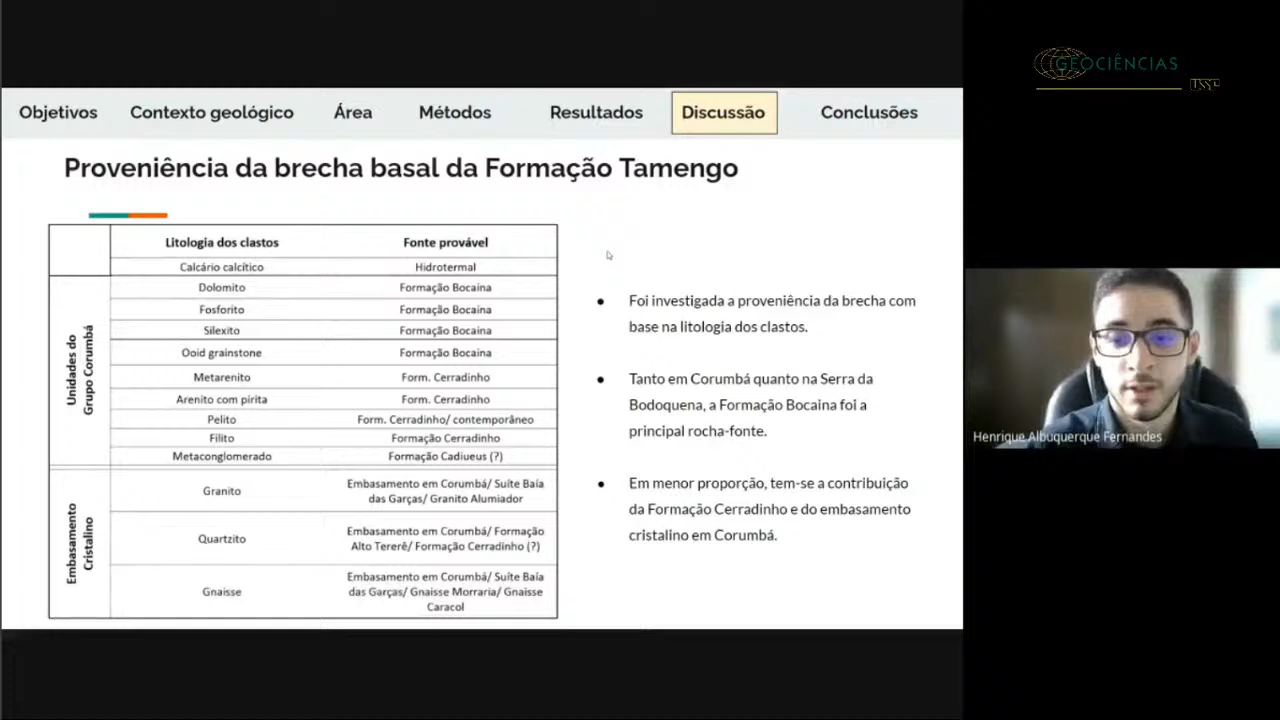 GEOCIÊNCIAS
USP
Objetivos Contexto geológico Área Métodos Resultados Discussão Conclusões
Proveniência da brecha basal da Formação Tamengo
Litologia dos clastos Fonte provável
Calcário calcítico Hidrotermal
Unidades do
Grupo Corumbá
Dolomito Formação Bocaina
Fosforito Formação Bocaina
Silexito Formação Bocaina
Ooid grainstone Formação Bocaina
Metarenito Form. Cerradinho
Arenito com pirita Form. Cerradinho
Pelito Form. Cerradinho/ contemporâneo
Filito Formação Cerradinho
Metaconglomerado Formação Cadiueus (?)
Embasamento
Cristalino
Granito
Embasamento em Corumbá/ Suíte Baía
das Garças/ Granito Alumiador
Quartzito
Embasamento em Corumbá/ Formação
Alto Tererê/ Formação Cerradinho (?)
Gnaisse
Embasamento em Corumbá/ Suíte Baía
das Garças/ Gnaisse Morraria/ Gnaisse
Caracol
● Foi investigada a proveniência da brecha com
base na litologia dos clastos.
● Tanto em Corumbá quanto na Serra da
Bodoquena, a Formação Bocaina foi a
principal rocha-fonte.
● Em menor proporção, tem-se a contribuição
da Formação Cerradinho e do embasamento
cristalino em Corumbá.
Henrique Albuquerque Fernandes